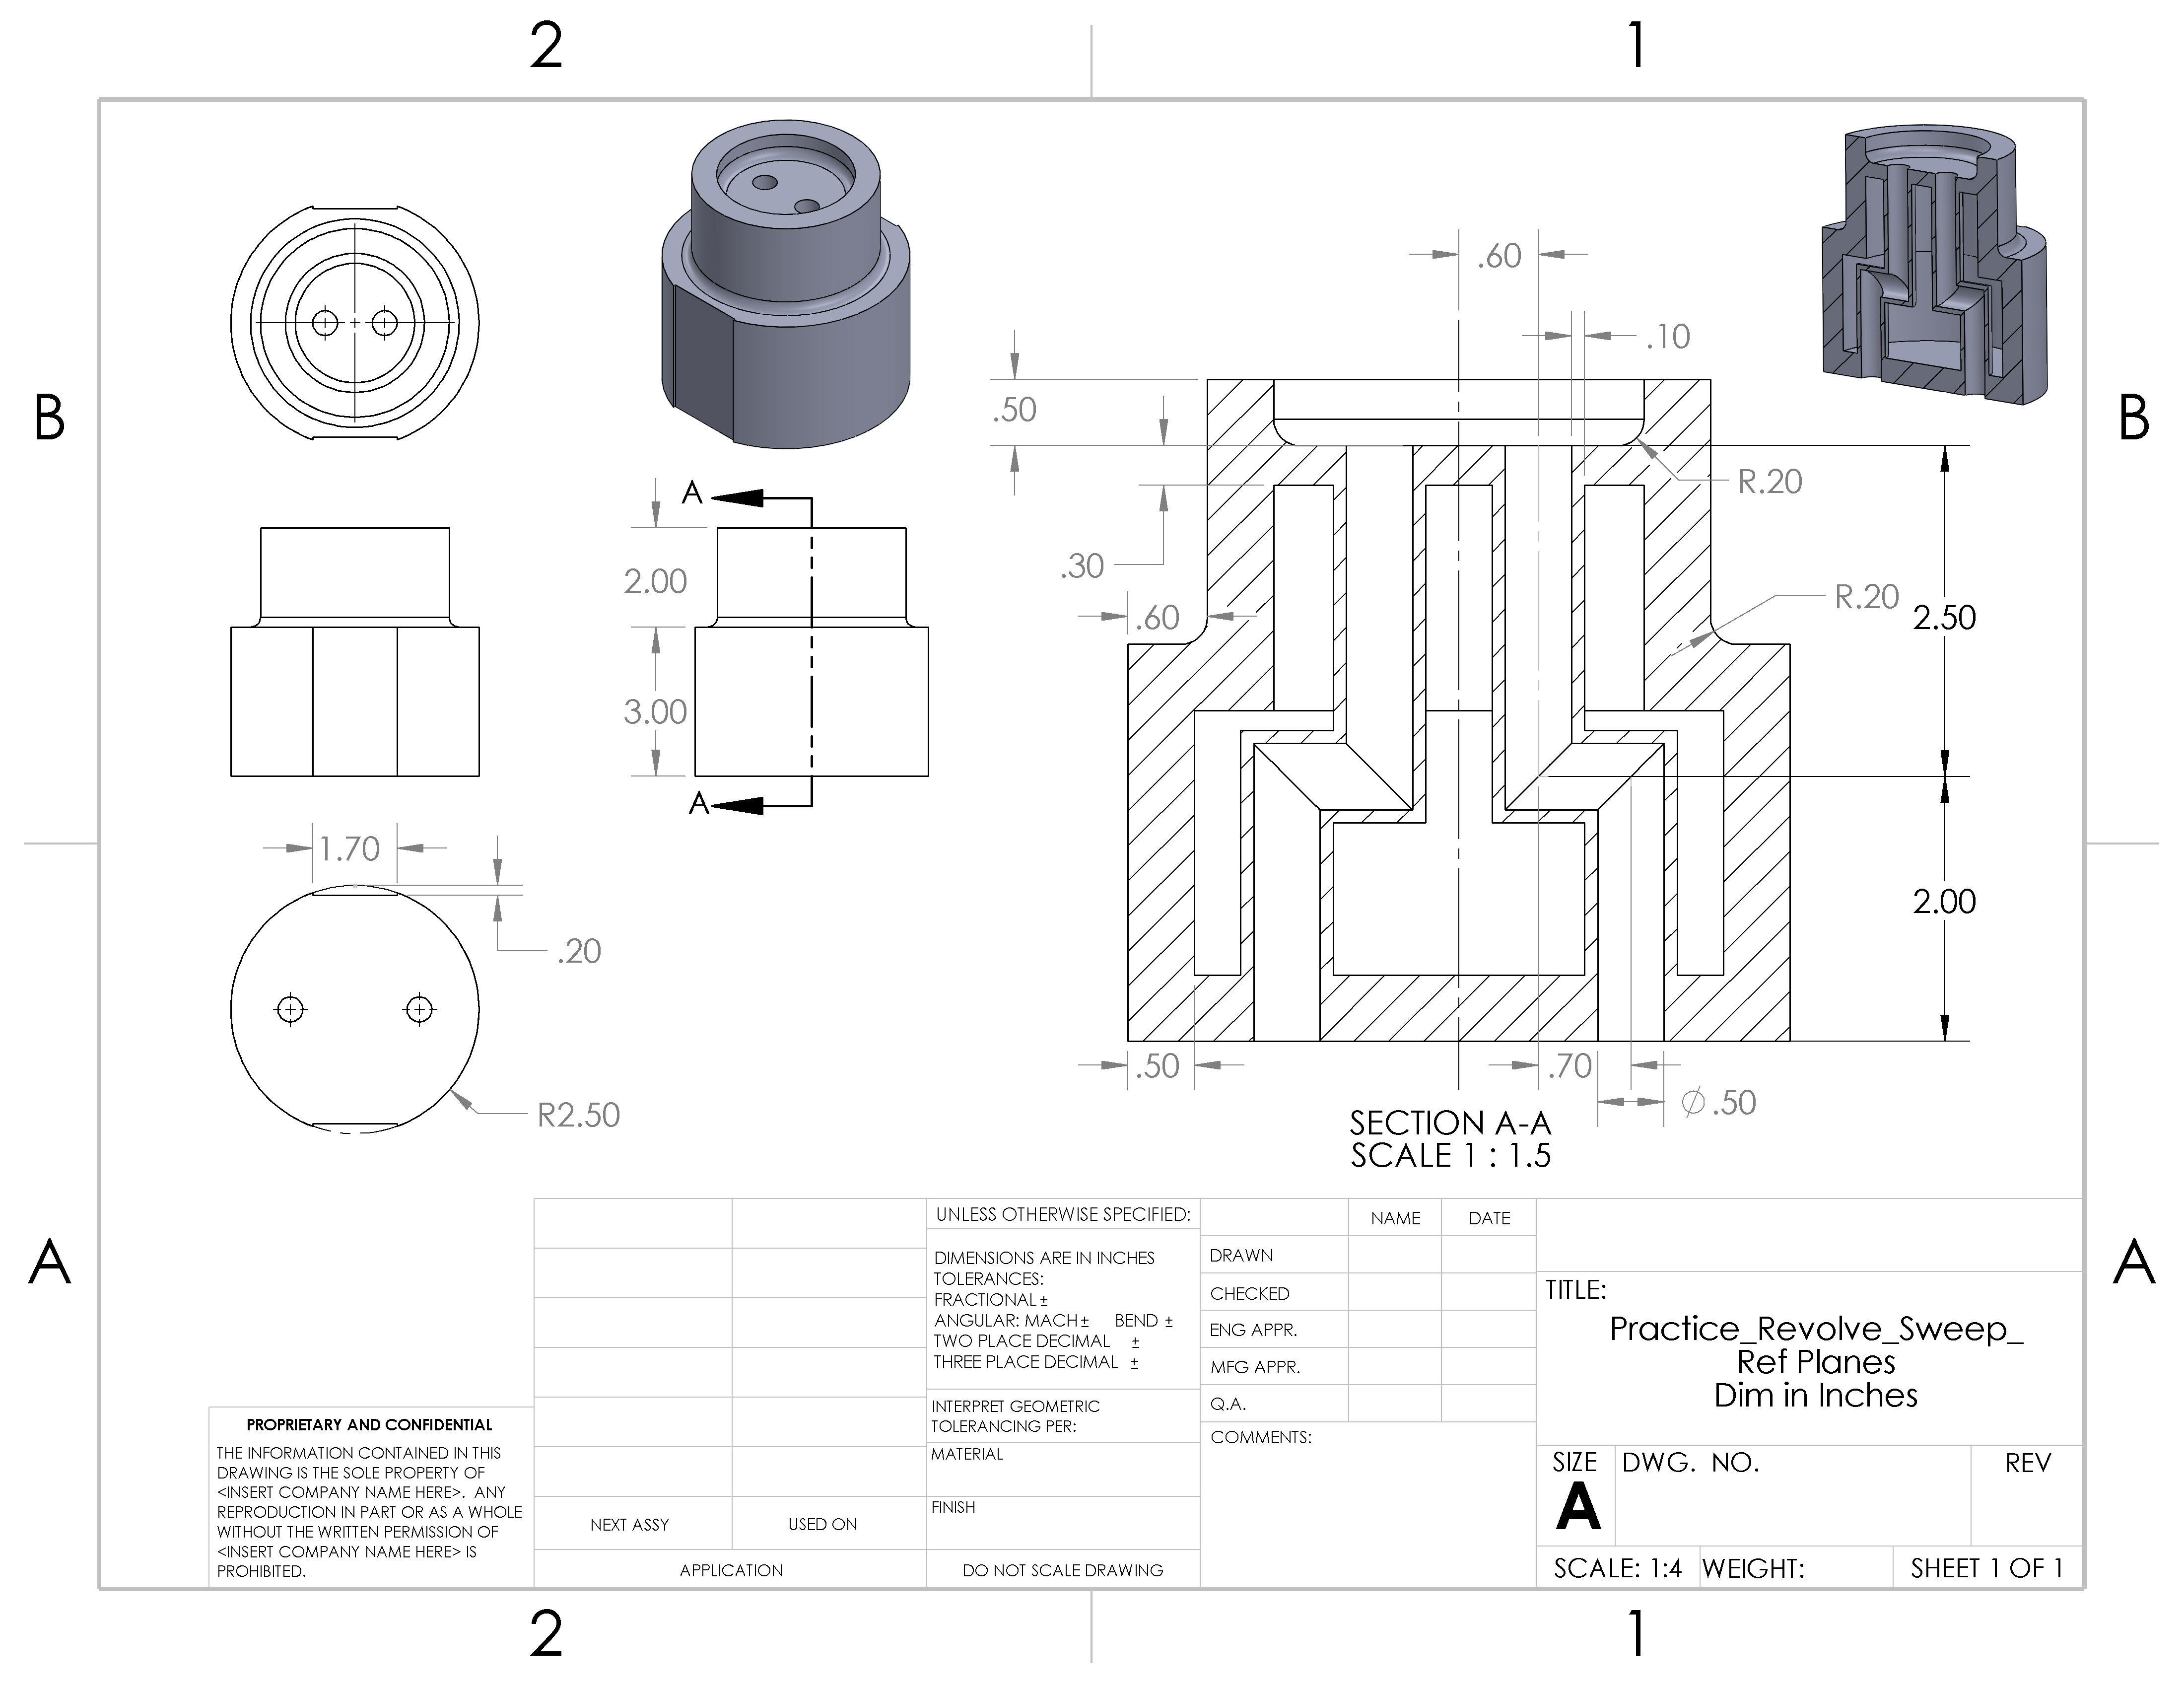 2
1
B
B
A
A
2
1
.60
.10
.50
R.20
.30
.60
R.20
2.50
2.00
.50
.70
∅.50
SECTION A-A
SCALE 1 : 1.5
A
2.00
3.00
A
1.70
.20
R2.50
PROPRIETARY AND CONFIDENTIAL
THE INFORMATION CONTAINED IN THIS
DRAWING IS THE SOLE PROPERTY OF
<INSERT COMPANY NAME HERE>. ANY
REPRODUCTION IN PART OR AS A WHOLE
WITHOUT THE WRITTEN PERMISSION OF
<INSERT COMPANY NAME HERE> IS
PROHIBITED.
NEXT ASSY
USED ON
APPLICATION
UNLESS OTHERWISE SPECIFIED:
DIMENSIONS ARE IN INCHES
TOLERANCES:
FRACTIONAL ±
ANGULAR: MACH ± BEND ±
TWO PLACE DECIMAL ±
THREE PLACE DECIMAL ±
INTERPRET GEOMETRIC
TOLERANCING PER:
MATERIAL
FINISH
DO NOT SCALE DRAWING
NAME
DATE
DRAWN
CHECKED
ENG APPR.
MFG APPR.
Q.A.
COMMENTS:
TITLE:
Practice_Revolve_Sweep_
Ref Planes
Dim in Inches
SIZE
A
DWG. NO.
REV
SCALE: 1:4
WEIGHT:
SHEET 1 OF 1